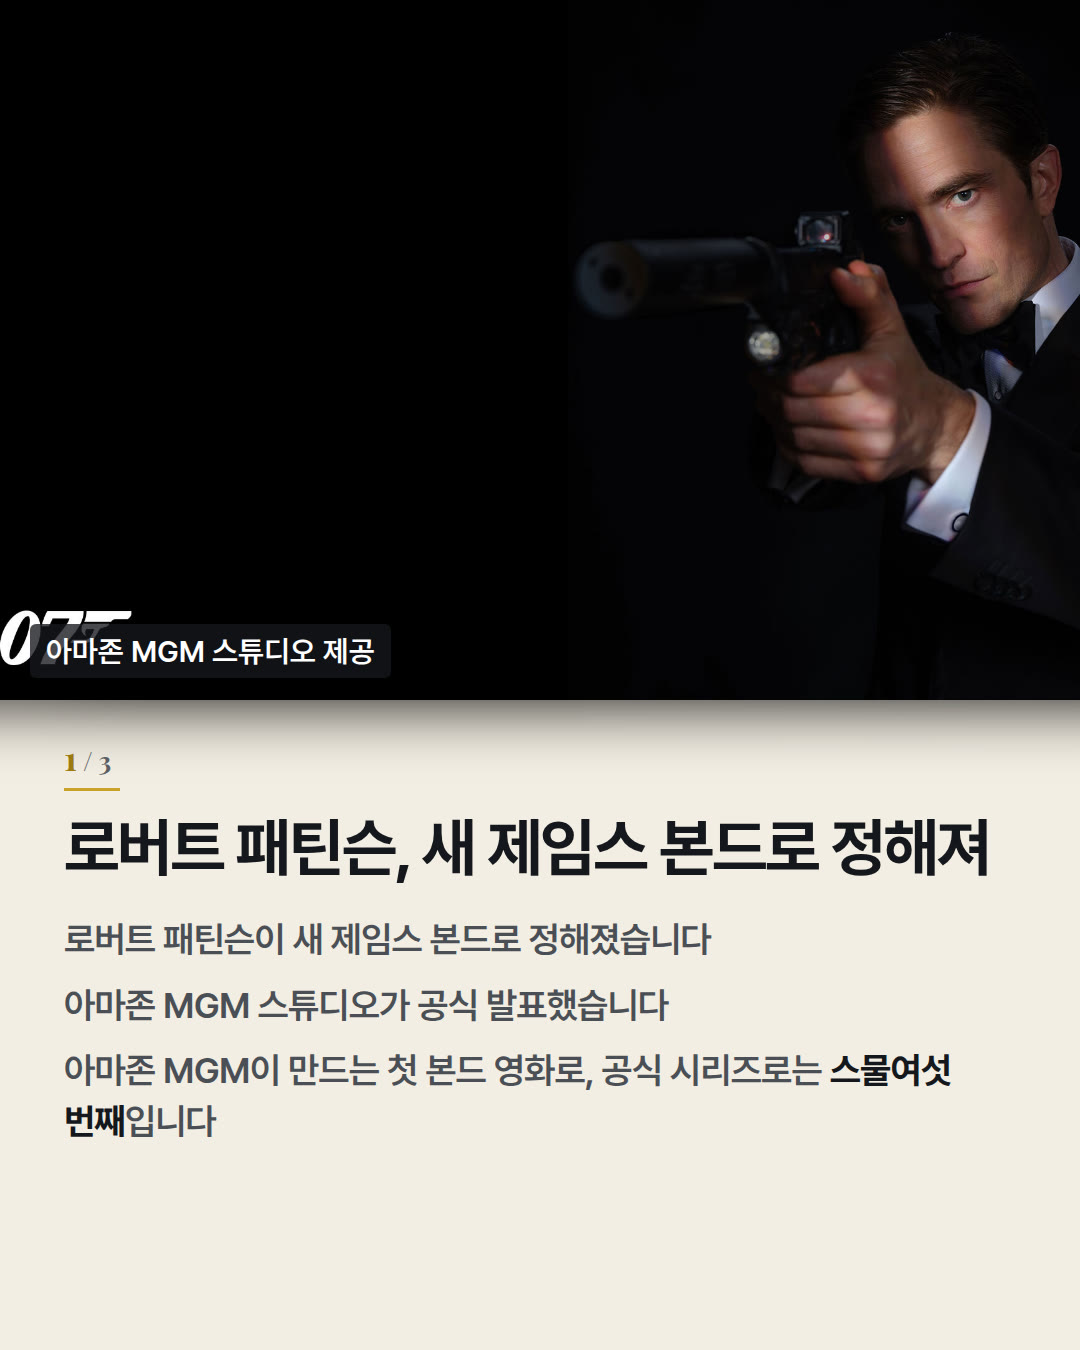 007
아마존 MGM 스튜디오 제공
1 / 3
로버트 패틴슨, 새 제임스 본드로 정해져
로버트 패틴슨이 새 제임스 본드로 정해졌습니다
아마존 MGM 스튜디오가 공식 발표했습니다
아마존 MGM이 만드는 첫 본드 영화로, 공식 시리즈로는 스물여섯
번째입니다